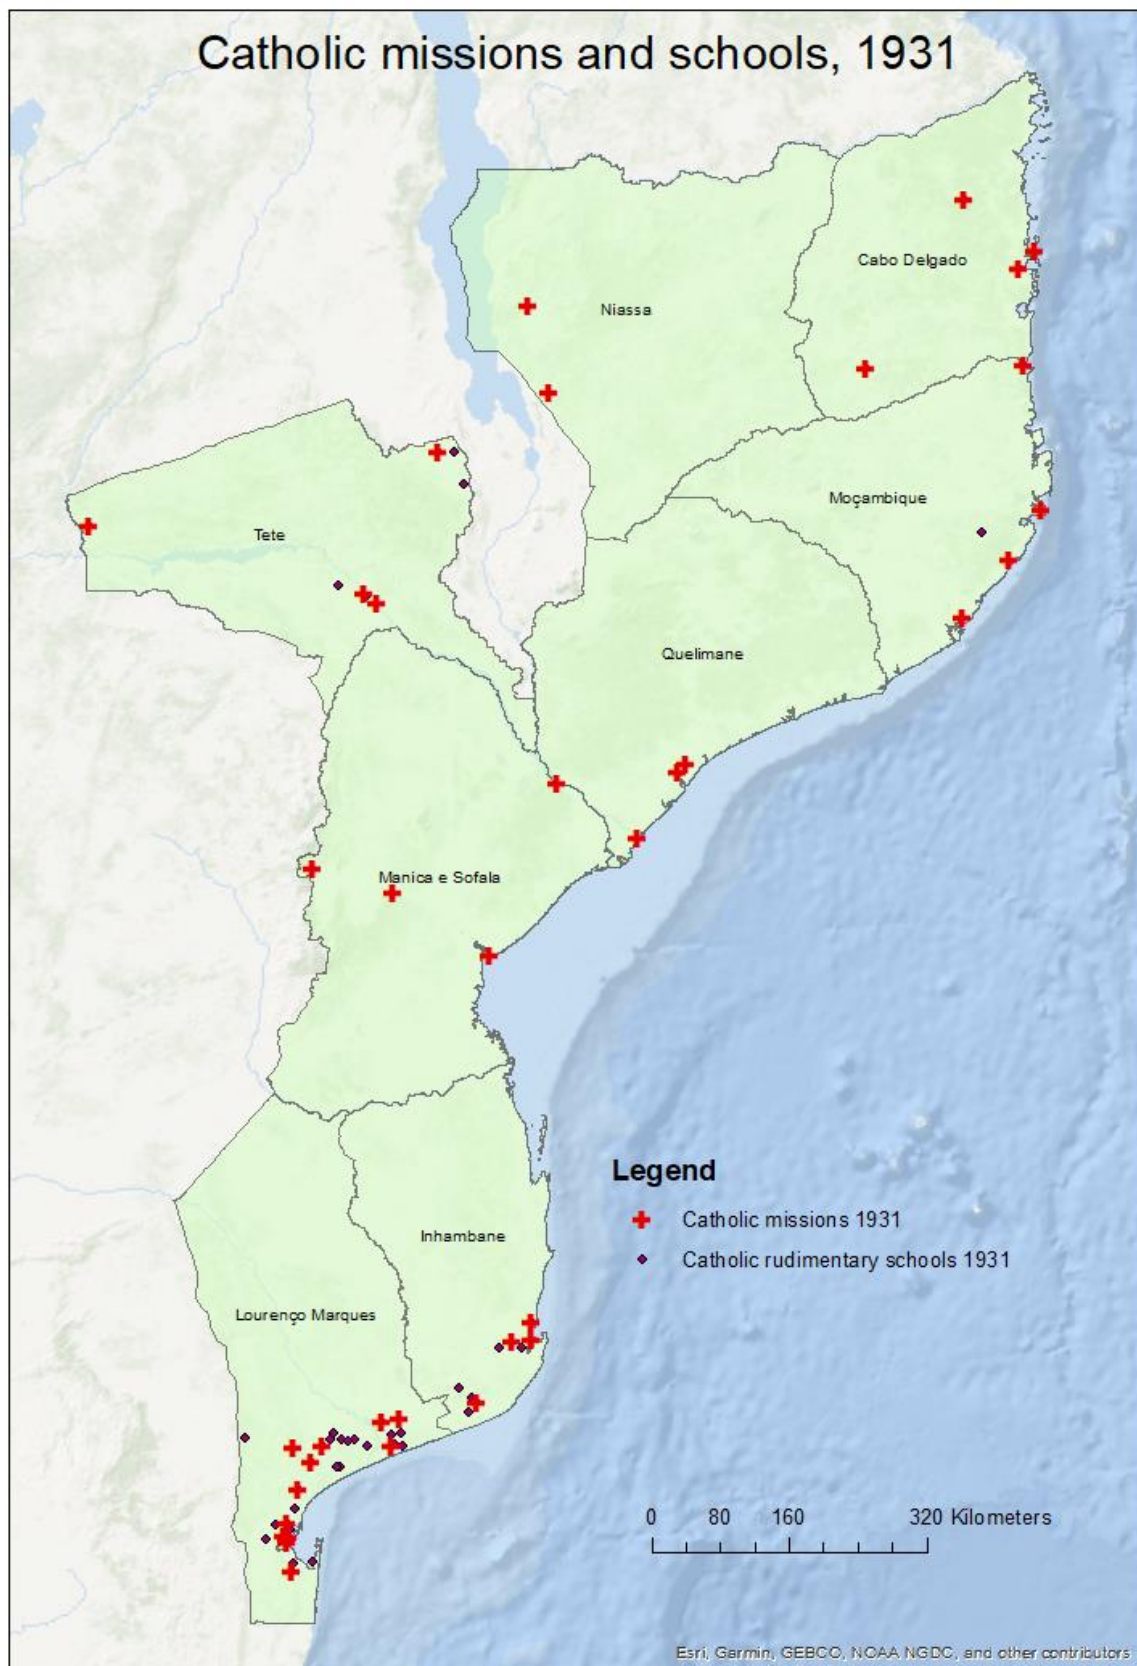 Catholic missions and schools, 1931
Cabo Delgado
Niassa
Moçambique
Tete
Quelimane
Manica e Sofala
Legend
Catholic missions 1931
Inhambane
Catholic rudimentary schools 1931
Lourenço Marques
0 80 160 320 Kilometers
Esri, Garmin, GEBCO, NOAA NGDC, and other contributors